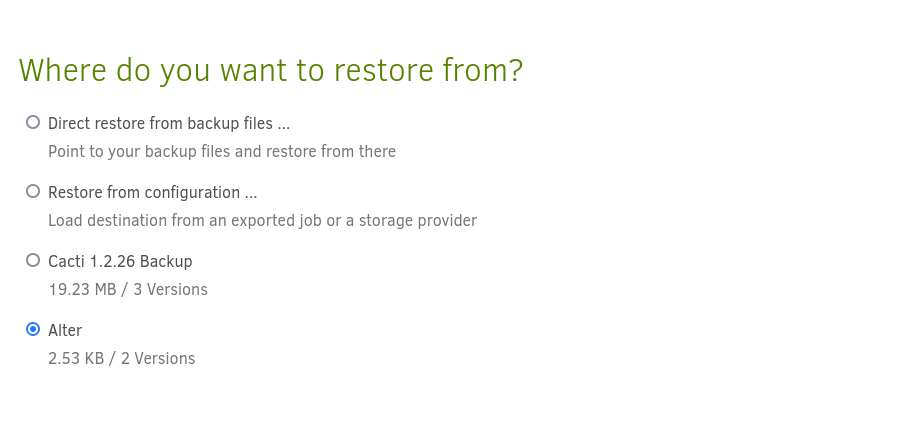 Where do you want to restore from?
Direct restore from backup files ...
Point to your backup files and restore from there
Restore from configuration ...
Load destination from an exported job or a storage provider
Cacti 1.2.26 Backup
19.23 MB / 3 Versions
Alter
2.53 KB / 2 Versions